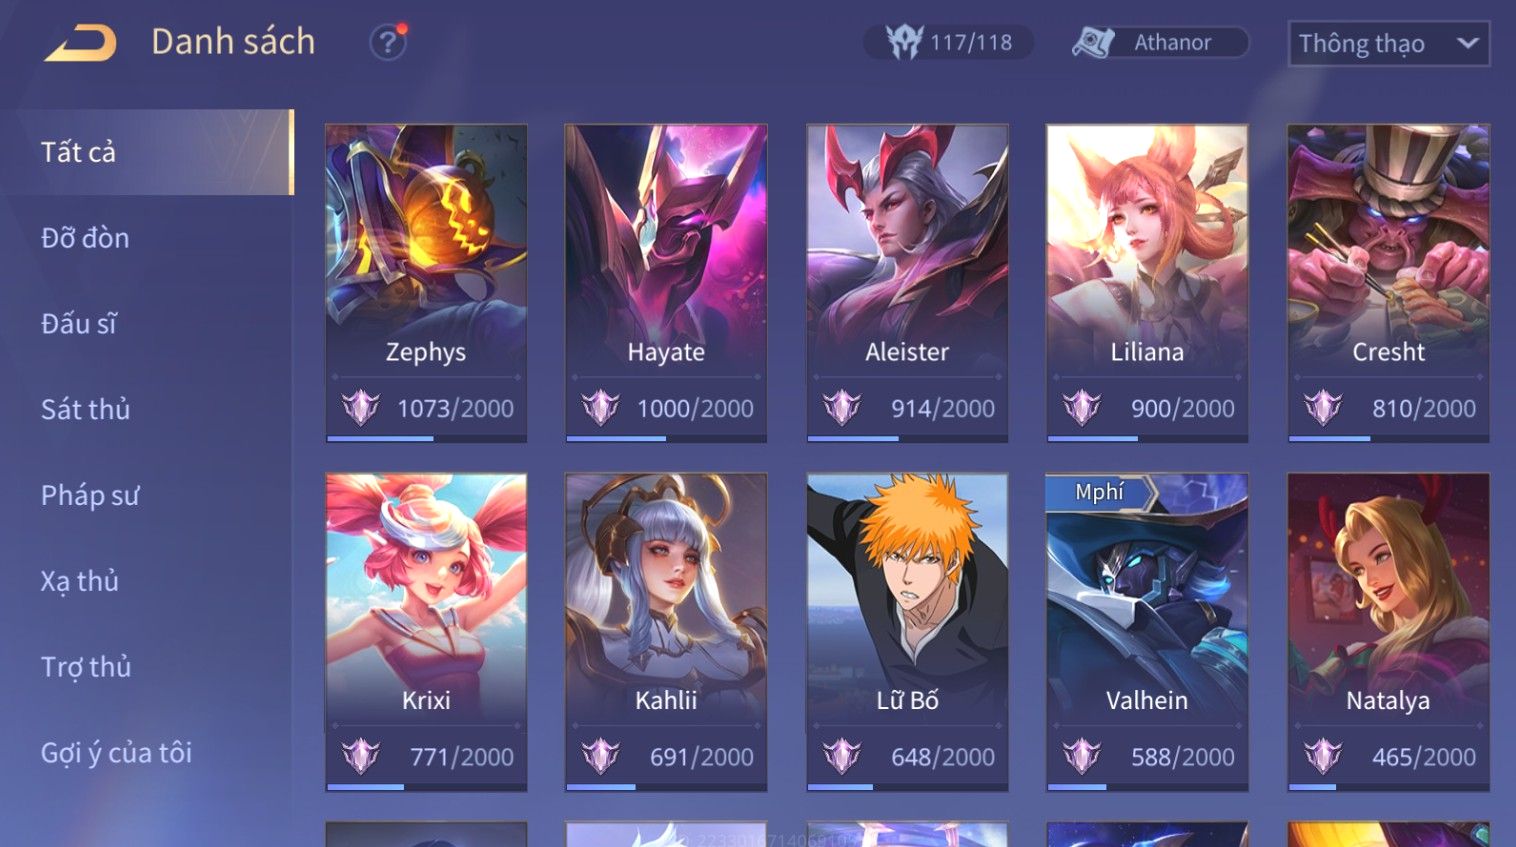 Danh sách
?
117/118
Athanor
Thông thạo
Tất cả
Đỡ đòn
Đấu sĩ
Sát thủ
Pháp sư
Xạ thủ
Trợ thủ
Gợi ý của tôi
Zephys
1073/2000
Hayate
1000/2000
Aleister
914/2000
Liliana
900/2000
Cresht
810/2000
Krixi
771/2000
Kahlii
691/2000
Lữ Bố
648/2000
Mphí
Valhein
588/2000
Natalya
465/2000